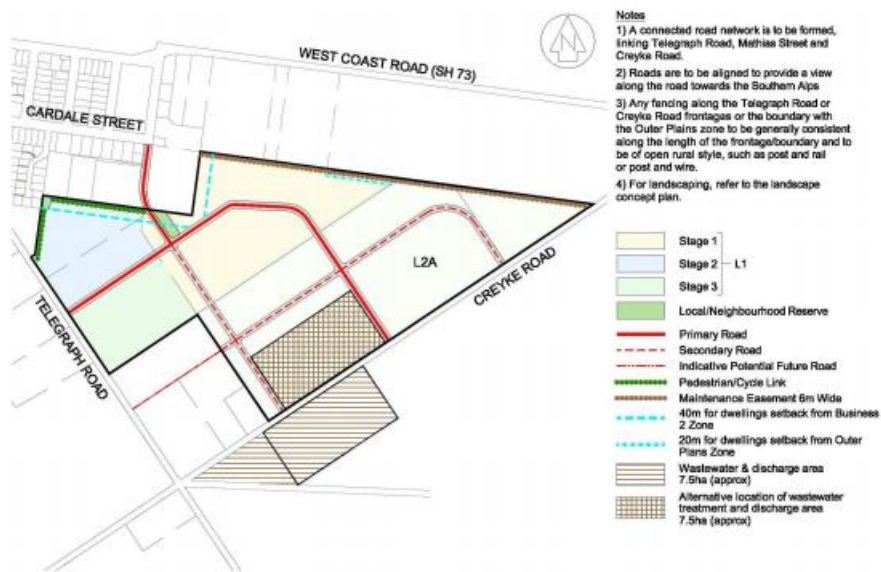 WEST COAST ROAD (SH 73)
CARDALE STREET
N
L2A
CREYKE ROAD
TELEGRAPH ROAD
Notes
1) A connected road network is to be formed,
linking Telegraph Road, Mathias Street and
Creyke Road.
2) Roads are to be aligned to provide a view
along the road towards the Southern Alps
3) Any fencing along the Telegraph Road or
Creyke Road frontages or the boundary with
the Outer Plains zone to be generally consistent
along the length of the frontage/boundary and to
be of open rural style, such as post and rail
or post and wire.
4) For landscaping, refer to the landscape
concept plan.
Stage 1
Stage 2
L1
Stage 3
Local/Neighbourhood Reserve
Primary Road
Secondary Road
Indicative Potential Future Road
Pedestrian/Cycle Link
Maintenance Easement 6m Wide
40m for dwellings setback from Business
2 Zone
20m for dwellings setback from Outer
Plans Zone
Wastewater & discharge area
7.5ha (approx)
Alternative location of wastewater
treatment and discharge area
7.5ha (approx)